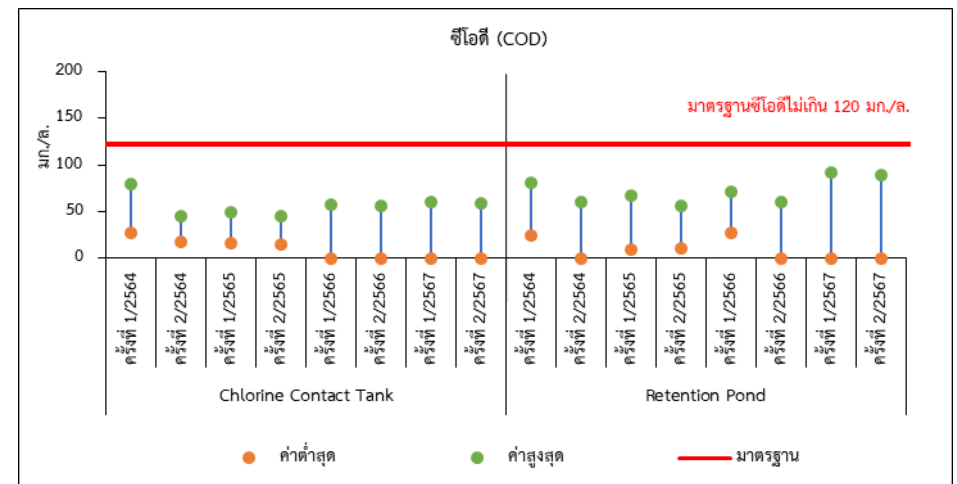 ซีโอดี (COD)
มก./ล.
200
150
100
50
0
มาตรฐานซีโอดีไม่เกิน 120 มก./ล.
ครั้งที่ 1/2564
ครั้งที่ 2/2564
ครั้งที่ 1/2565
ครั้งที่ 2/2565
ครั้งที่ 1/2566
ครั้งที่ 2/2566
ครั้งที่ 1/2567
ครั้งที่ 2/2567
ครั้งที่ 1/2564
ครั้งที่ 2/2564
ครั้งที่ 1/2565
ครั้งที่ 2/2565
ครั้งที่ 1/2566
ครั้งที่ 2/2566
ครั้งที่ 1/2567
ครั้งที่ 2/2567
Chlorine Contact Tank
Retention Pond
ค่าต่ำสุด
ค่าสูงสุด
มาตรฐาน